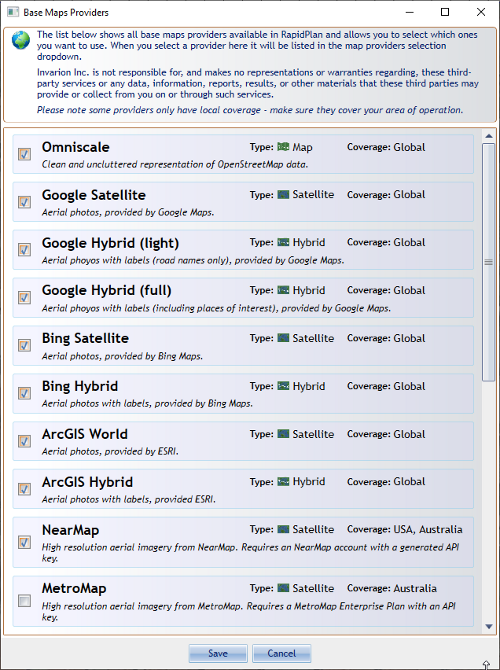 Base Maps Providers
The list below shows all base maps providers available in RapidPlan and allows you to select which ones
you want to use. When you select a provider here it will be listed in the map providers selection
dropdown.
Invarion Inc. is not responsible for, and makes no representations or warranties regarding, these third-
party services or any data, information, reports, results, or other materials that these third parties may
provide or collect from you on or through such services.
Please note some providers only have local coverage - make sure they cover your area of operation.
Omniscale Type: Map Coverage: Global
Clean and uncluttered representation of OpenStreetMap data.
Google Satellite Type: Satellite Coverage: Global
Aerial photos, provided by Google Maps.
Google Hybrid (light) Type: Hybrid Coverage: Global
Aerial phoyos with labels (road names only), provided by Google Maps.
Google Hybrid (full) Type: Hybrid Coverage: Global
Aerial phoyos with labels (including places of interest), provided by Google Maps.
Bing Satellite Type: Satellite Coverage: Global
Aerial photos, provided by Bing Maps.
Bing Hybrid Type: Hybrid Coverage: Global
Aerial photos with labels, provided by Bing Maps.
ArcGIS World Type: Satellite Coverage: Global
Aerial photos, provided by ESRI.
ArcGIS Hybrid Type: Hybrid Coverage: Global
Aerial photos with labels, provided ESRI.
NearMap Type: Satellite Coverage: USA, Australia
High resolution aerial imagery from NearMap. Requires an NearMap account with a generated API
key.
MetroMap Type: Satellite Coverage: Australia
High resolution aerial imagery from MetroMap. Requires a MetroMap Enterprise Plan with an API
key.
Save Cancel